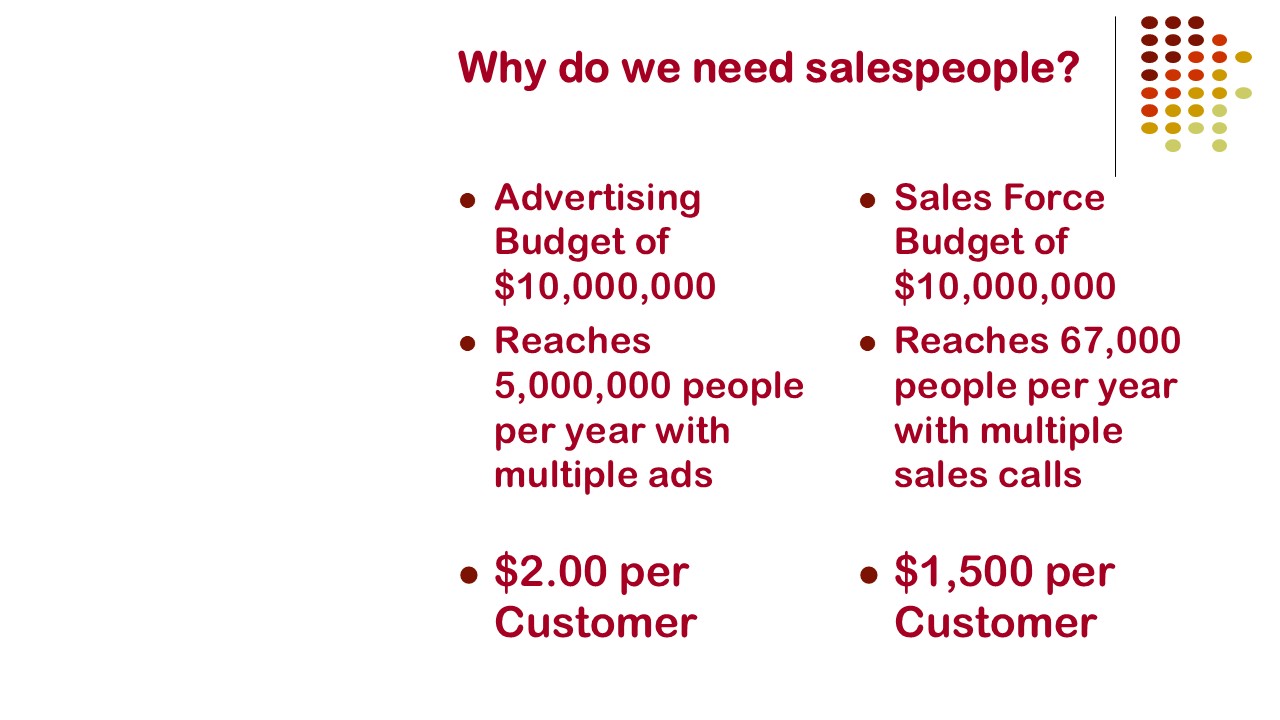 Why do we need salespeople?
Advertising
Budget of
$10,000,000
Reaches
5,000,000 people
per year with
multiple ads
$2.00 per
Customer
Sales Force
Budget of
$10,000,000
Reaches 67,000
people per year
with multiple
sales calls
$1,500 per
Customer